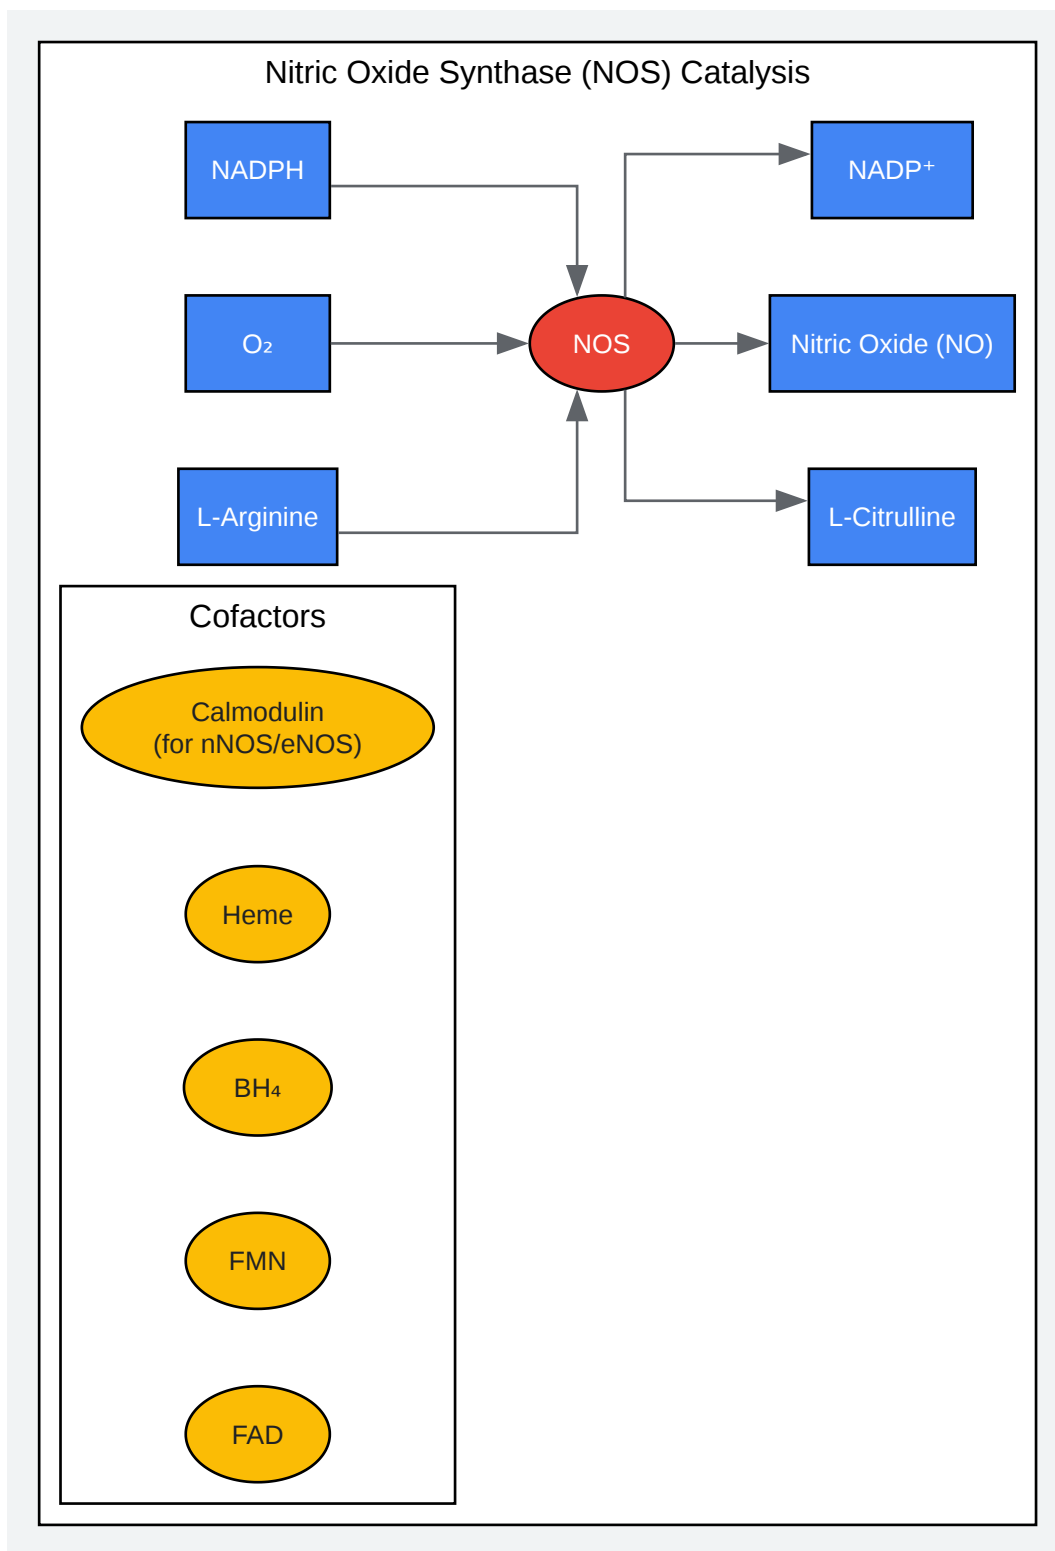 Nitric Oxide Synthase (NOS) Catalysis
NADPH
NADP⁺
O₂
NOS
Nitric Oxide (NO)
L-Arginine
L-Citrulline
Cofactors
Calmodulin
(for nNOS/eNOS)
Heme
BH₄
FMN
FAD